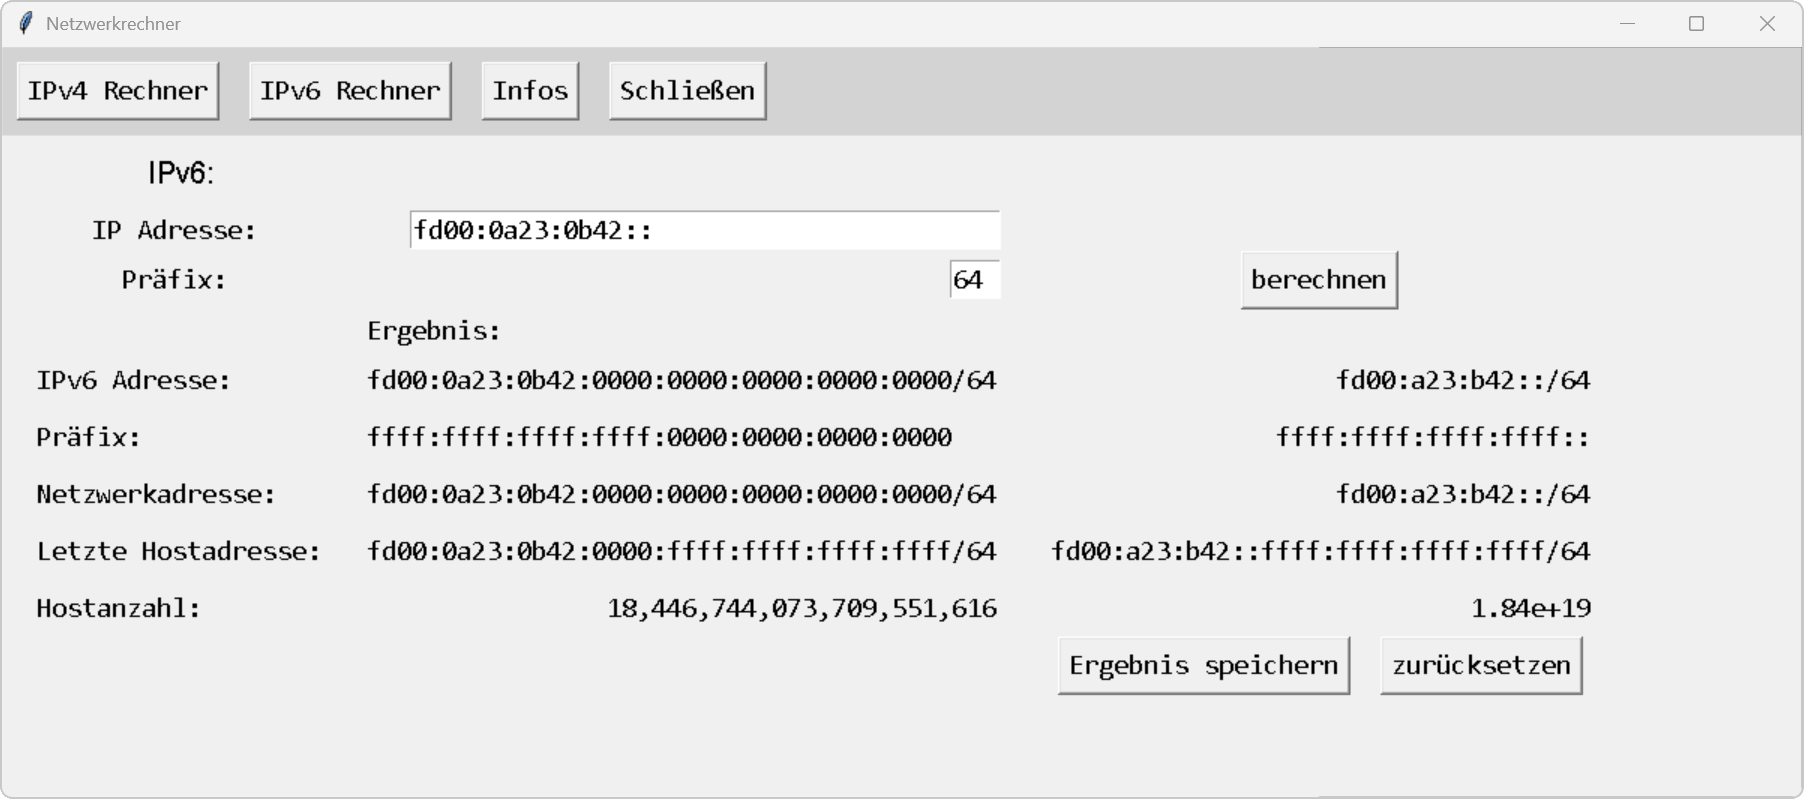 Netzwerkrechner
IPv4 Rechner IPv6 Rechner Infos Schließen
IPv6:
IP Adresse: fd00:0a23:0b42::
Präfix: 64 berechnen
Ergebnis:
IPv6 Adresse: fd00:0a23:0b42:0000:0000:0000:0000:0000/64 fd00:a23:b42::/64
Präfix: ffff:ffff:ffff:ffff:0000:0000:0000:0000 ffff:ffff:ffff:ffff::
Netzwerkadresse: fd00:0a23:0b42:0000:0000:0000:0000:0000/64 fd00:a23:b42::/64
Letzte Hostadresse: fd00:0a23:0b42:0000:ffff:ffff:ffff:ffff/64 fd00:a23:b42::ffff:ffff:ffff:ffff/64
Hostanzahl: 18,446,744,073,709,551,616 1.84e+19
Ergebnis speichern zurücksetzen